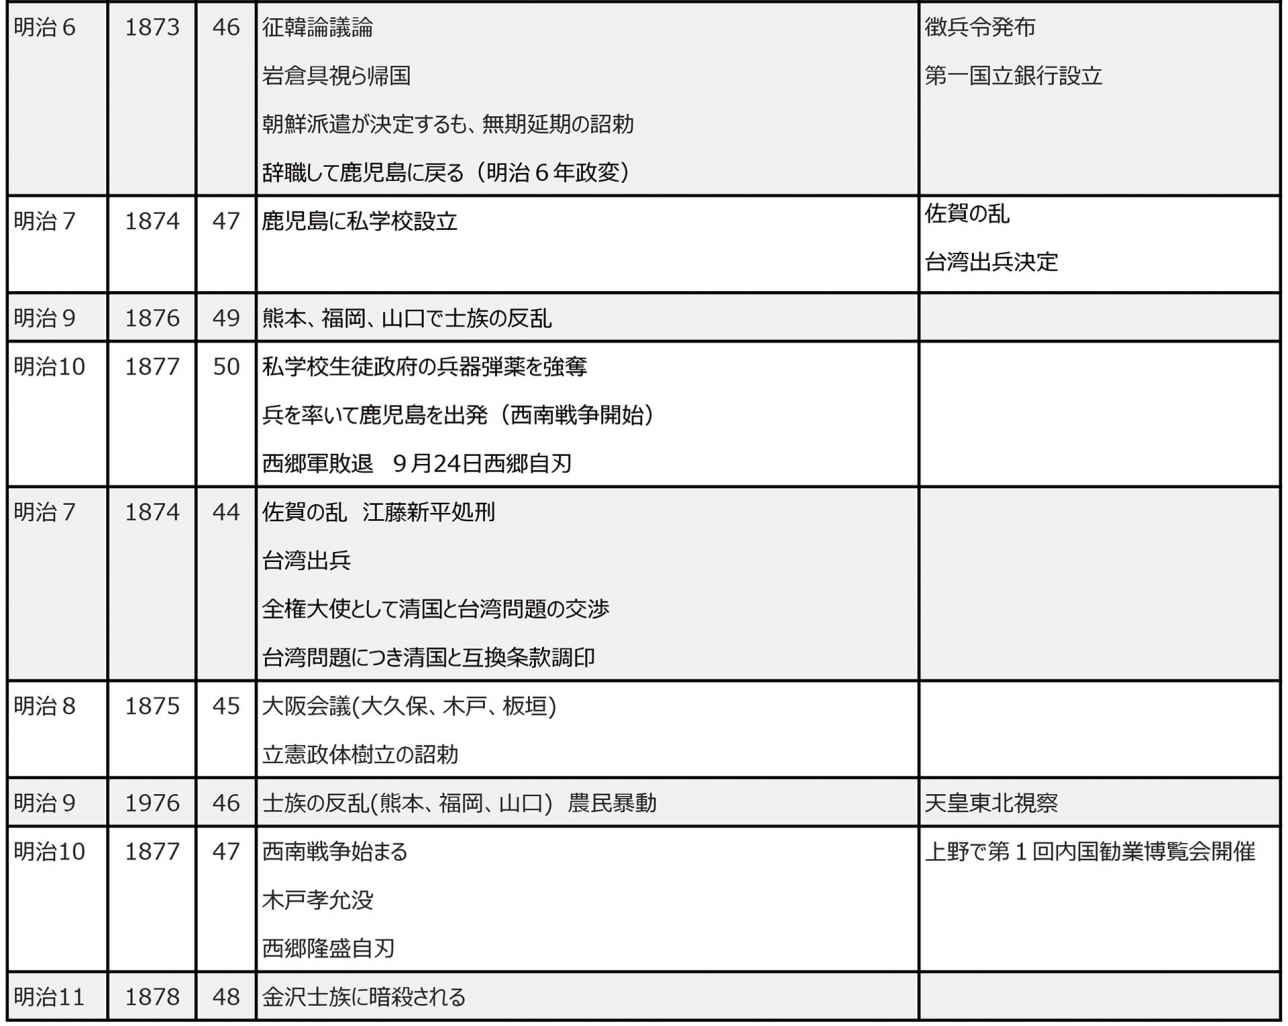 明治６ 1873 46 征韓論議論 徴兵令発布
岩倉具視ら帰国 第一国立銀行設立
朝鮮派遣が決定するも、無期延期の詔勅
辞職して鹿児島に戻る（明治６年政変）
明治７ 1874 47 鹿児島に私学校設立 佐賀の乱
台湾出兵決定
明治９ 1876 49 熊本、福岡、山口で士族の反乱
明治10 1877 50 私学校生徒政府の兵器弾薬を強奪
兵を率いて鹿児島を出発（西南戦争開始）
西郷軍敗退　９月24日西郷自刃
明治７ 1874 44 佐賀の乱　江藤新平処刑
台湾出兵
全権大使として清国と台湾問題の交渉
台湾問題につき清国と互換条款調印
明治８ 1875 45 大阪会議(大久保、木戸、板垣)
立憲政体樹立の詔勅
明治９ 1976 46 士族の反乱(熊本、福岡、山口)　農民暴動 天皇東北視察
明治10 1877 47 西南戦争始まる 上野で第１回内国勧業博覧会開催
木戸孝允没
西郷隆盛自刃
明治11 1878 48 金沢士族に暗殺される